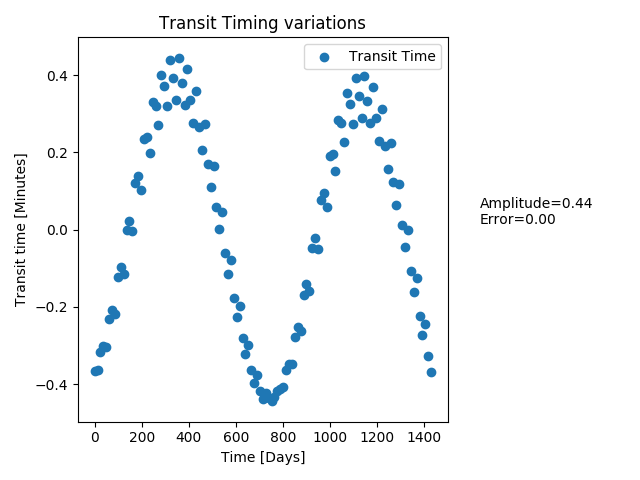 Transit Timing variations
Transit Time
0.4
0.2
0.0
−0.2
−0.4
Transit time [Minutes]
0 200 400 600 800 1000 1200 1400
Time [Days]
Amplitude=0.44
Error=0.00